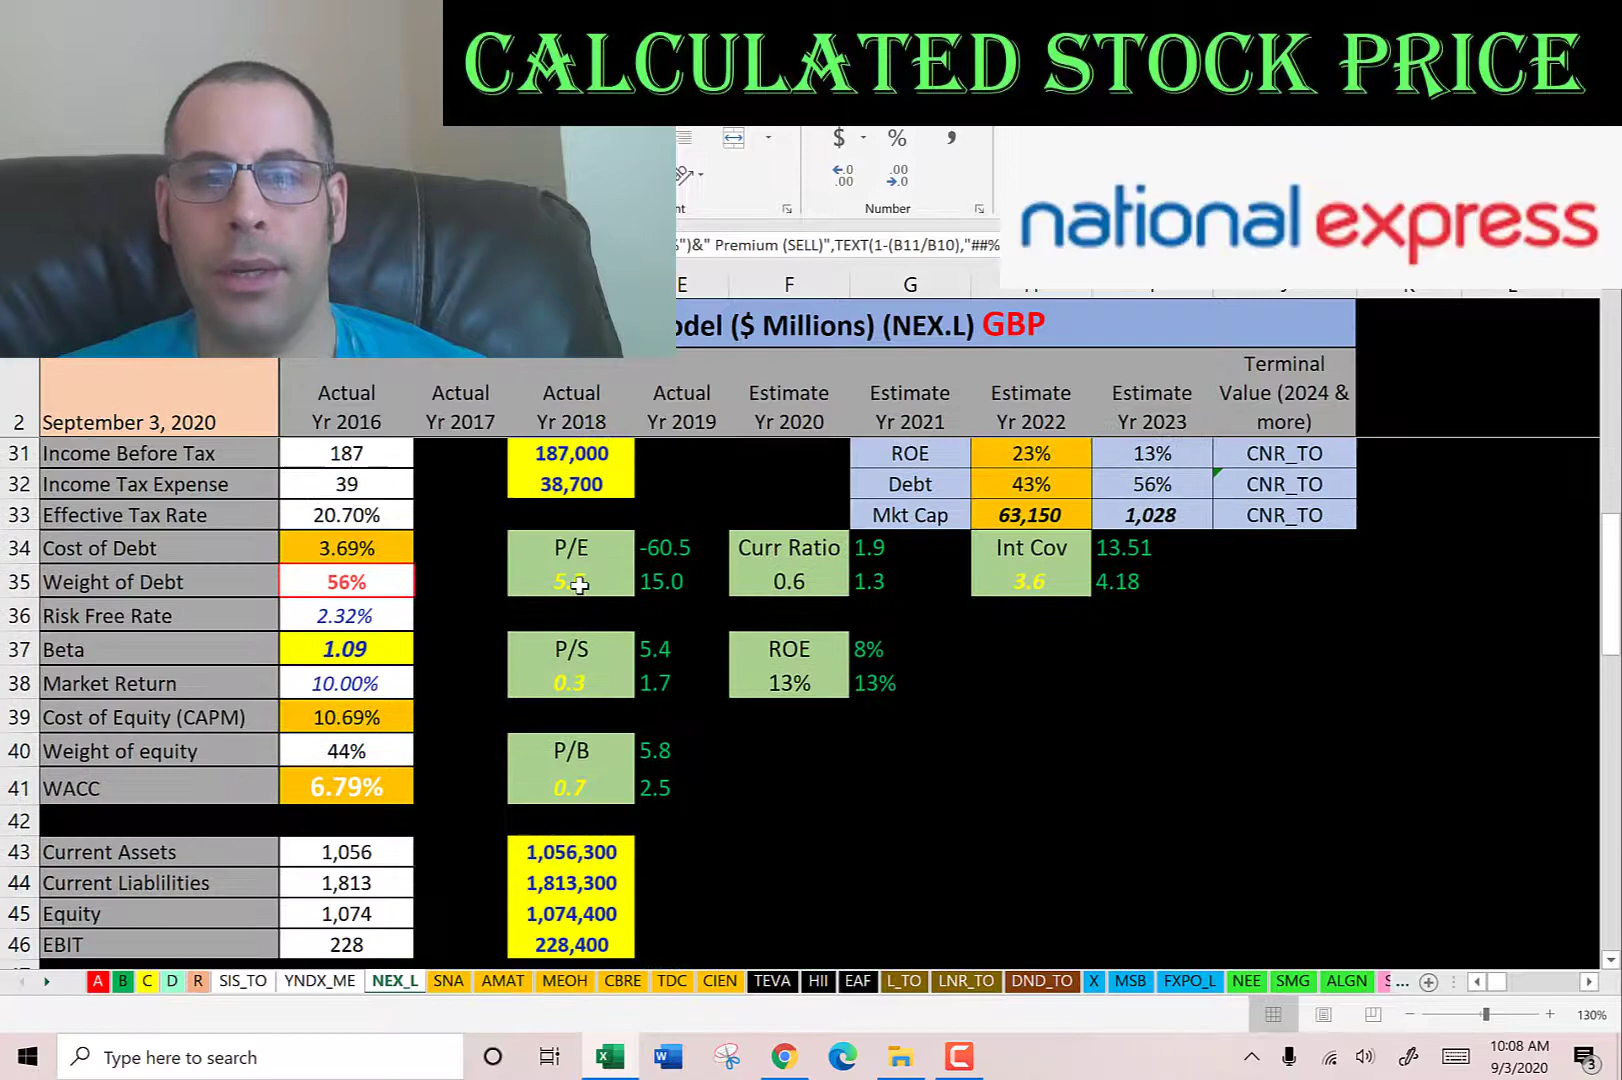 CALCULATED STOCK PRICE
$ %
Number
%")&" Premium (SELL)",TEXT(1-(B11/B10),"##%
national express
E F G
odel ($ Millions) (NEX.L) GBP
2 September 3, 2020 Actual Yr 2016 Actual Yr 2017 Actual Yr 2018 Actual Yr 2019 Estimate Yr 2020 Estimate Yr 2021 Estimate Yr 2022 Estimate Yr 2023 Terminal Value (2024 & more)
31 Income Before Tax 187 187,000 ROE 23% 13% CNR_TO
32 Income Tax Expense 39 38,700 Debt 43% 56% CNR_TO
33 Effective Tax Rate 20.70% Mkt Cap 63,150 1,028 CNR_TO
34 Cost of Debt 3.69% P/E -60.5 Curr Ratio 1.9 Int Cov 13.51
35 Weight of Debt 56% 15.0 0.6 1.3 3.6 4.18
36 Risk Free Rate 2.32%
37 Beta 1.09 P/S 5.4 ROE 8%
38 Market Return 10.00% 0.3 1.7 13% 13%
39 Cost of Equity (CAPM) 10.69%
40 Weight of equity 44% P/B 5.8
41 WACC 6.79% 0.7 2.5
42
43 Current Assets 1,056 1,056,300
44 Current Liablilities 1,813 1,813,300
45 Equity 1,074 1,074,400
46 EBIT 228 228,400
A B C D R SIS_TO YNDX_ME NEX_L SNA AMAT MEOH CBRE TDC CIEN TEVA HII EAF L_TO LNR_TO DND_TO X MSB FXPO_L NEE SMG ALGN ...
130%
Type here to search
10:08 AM
9/3/2020
3